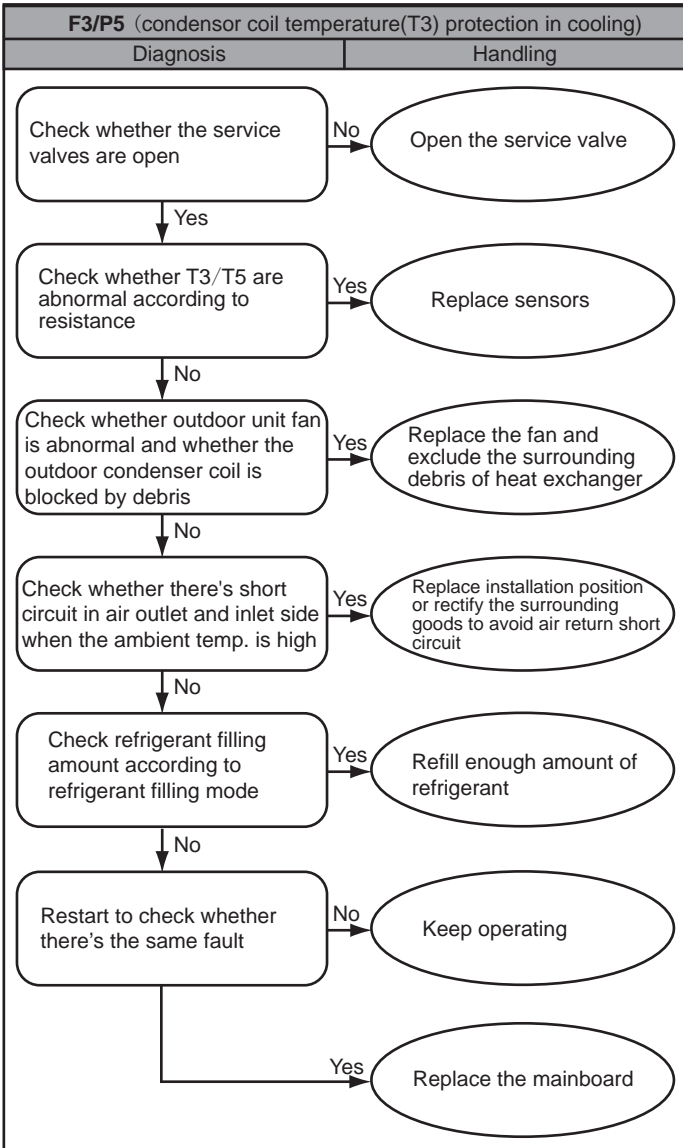 F3/P5（condensor coil temperature(T3) protection in cooling)
Diagnosis
Handling
Check whether the service
valves are open
No
Open the service valve
Yes
Check whether T3/T5 are
abnormal according to
resistance
Yes
Replace sensors
No
Check whether outdoor unit fan
is abnormal and whether the
outdoor condenser coil is
blocked by debris
Yes
Replace the fan and
exclude the surrounding
debris of heat exchanger
No
Check whether there's short
circuit in air outlet and inlet side
when the ambient temp. is high
Yes
Replace installation position
or rectify the surrounding
goods to avoid air return short
circuit
No
Check refrigerant filling
amount according to
refrigerant filling mode
Yes
Refill enough amount of
refrigerant
No
Restart to check whether
there's the same fault
No
Keep operating
Yes
Replace the mainboard